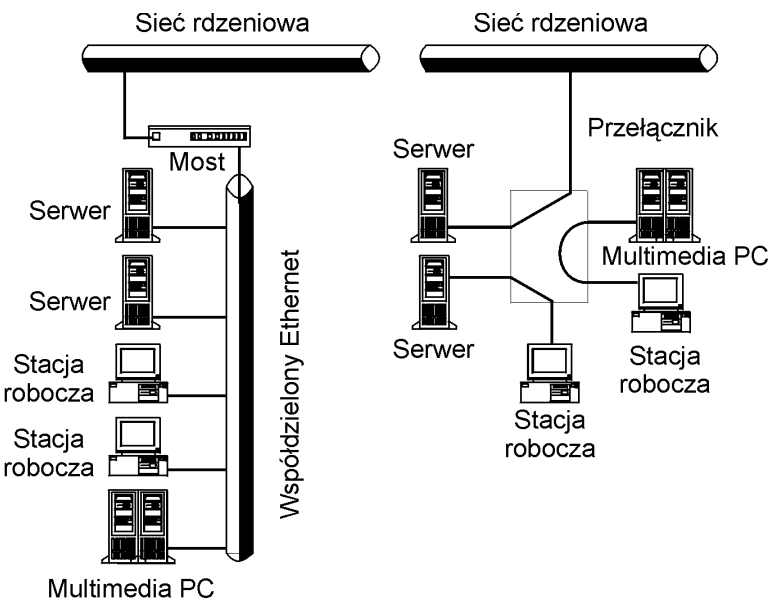 Sieć rdzeniowa
Most
Serwer
Serwer
Stacja
robocza
Stacja
robocza
Multimedia PC
Współdzielony Ethernet
Sieć rdzeniowa
Przełącznik
Serwer
Multimedia PC
Serwer
Stacja
robocza
Stacja
robocza